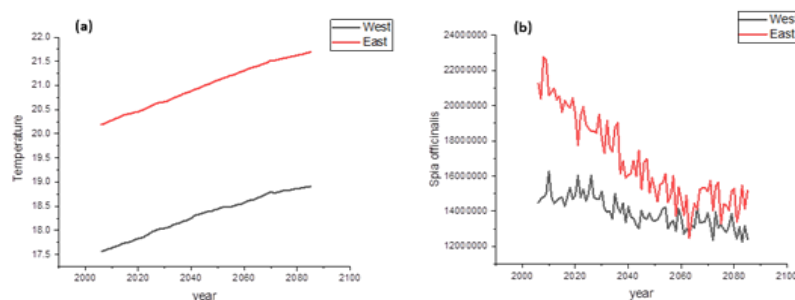 (a)
West
East
22.0
21.5
21.0
20.5
20.0
19.5
19.0
18.5
18.0
17.5
Temperature
2000
2020
2040
2060
2080
2100
year
(b)
West
East
24000000
22000000
20000000
18000000
16000000
14000000
12000000
Spia officinalis
2000
2020
2040
2060
2080
2100
year